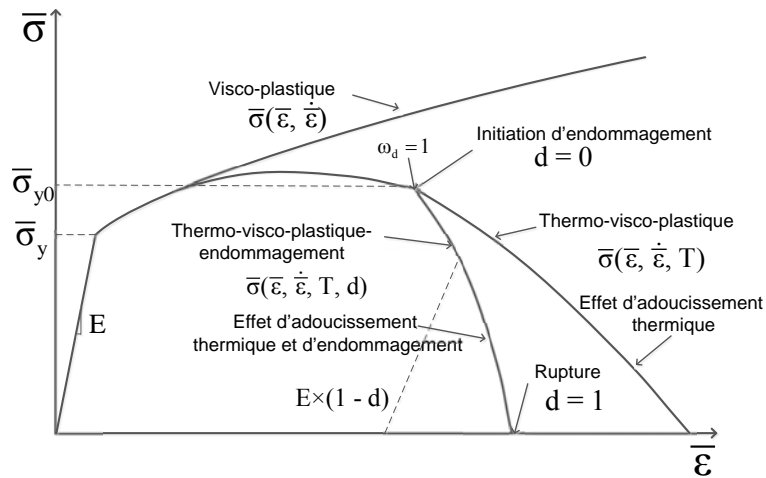 σ̅
Visco-plastique
σ̅(ε̅, ε̅̇)
ω_d = 1
Initiation d'endommagement
d = 0
σ̅_y0
σ̅_y
Thermo-visco-plastique-
endommagement
σ̅(ε̅, ε̅̇, T, d)
Thermo-visco-plastique
σ̅(ε̅, ε̅̇, T)
E
Effet d'adoucissement
thermique et d'endommagement
Effet d'adoucissement
thermique
E×(1 - d)
Rupture
d = 1
ε̅